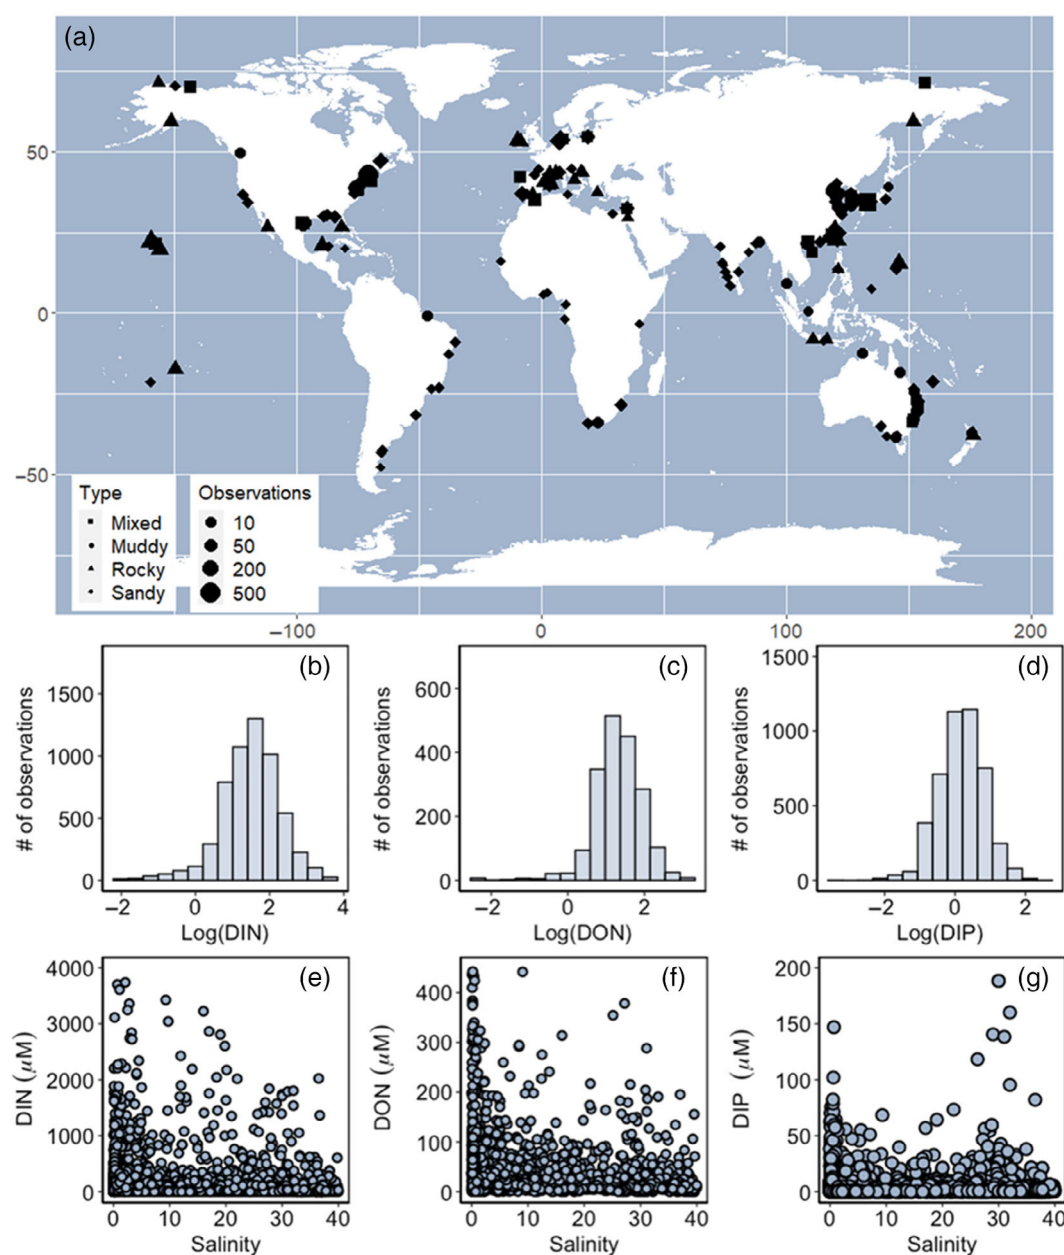 (a)
50
0
−50
Type
Mixed
Muddy
Rocky
Sandy
Observations
10
50
200
500
−100 0 100 200
(b)
# of observations
1500
1000
500
0
−2 0 2 4
Log(DIN)
(c)
# of observations
600
400
200
0
−2 0 2
Log(DON)
(d)
# of observations
1500
1000
500
0
−2 0 2
Log(DIP)
(e)
DIN (μM)
4000
3000
2000
1000
0
0 10 20 30 40
Salinity
(f)
DON (μM)
400
300
200
100
0
0 10 20 30 40
Salinity
(g)
DIP (μM)
200
150
100
50
0
0 10 20 30 40
Salinity